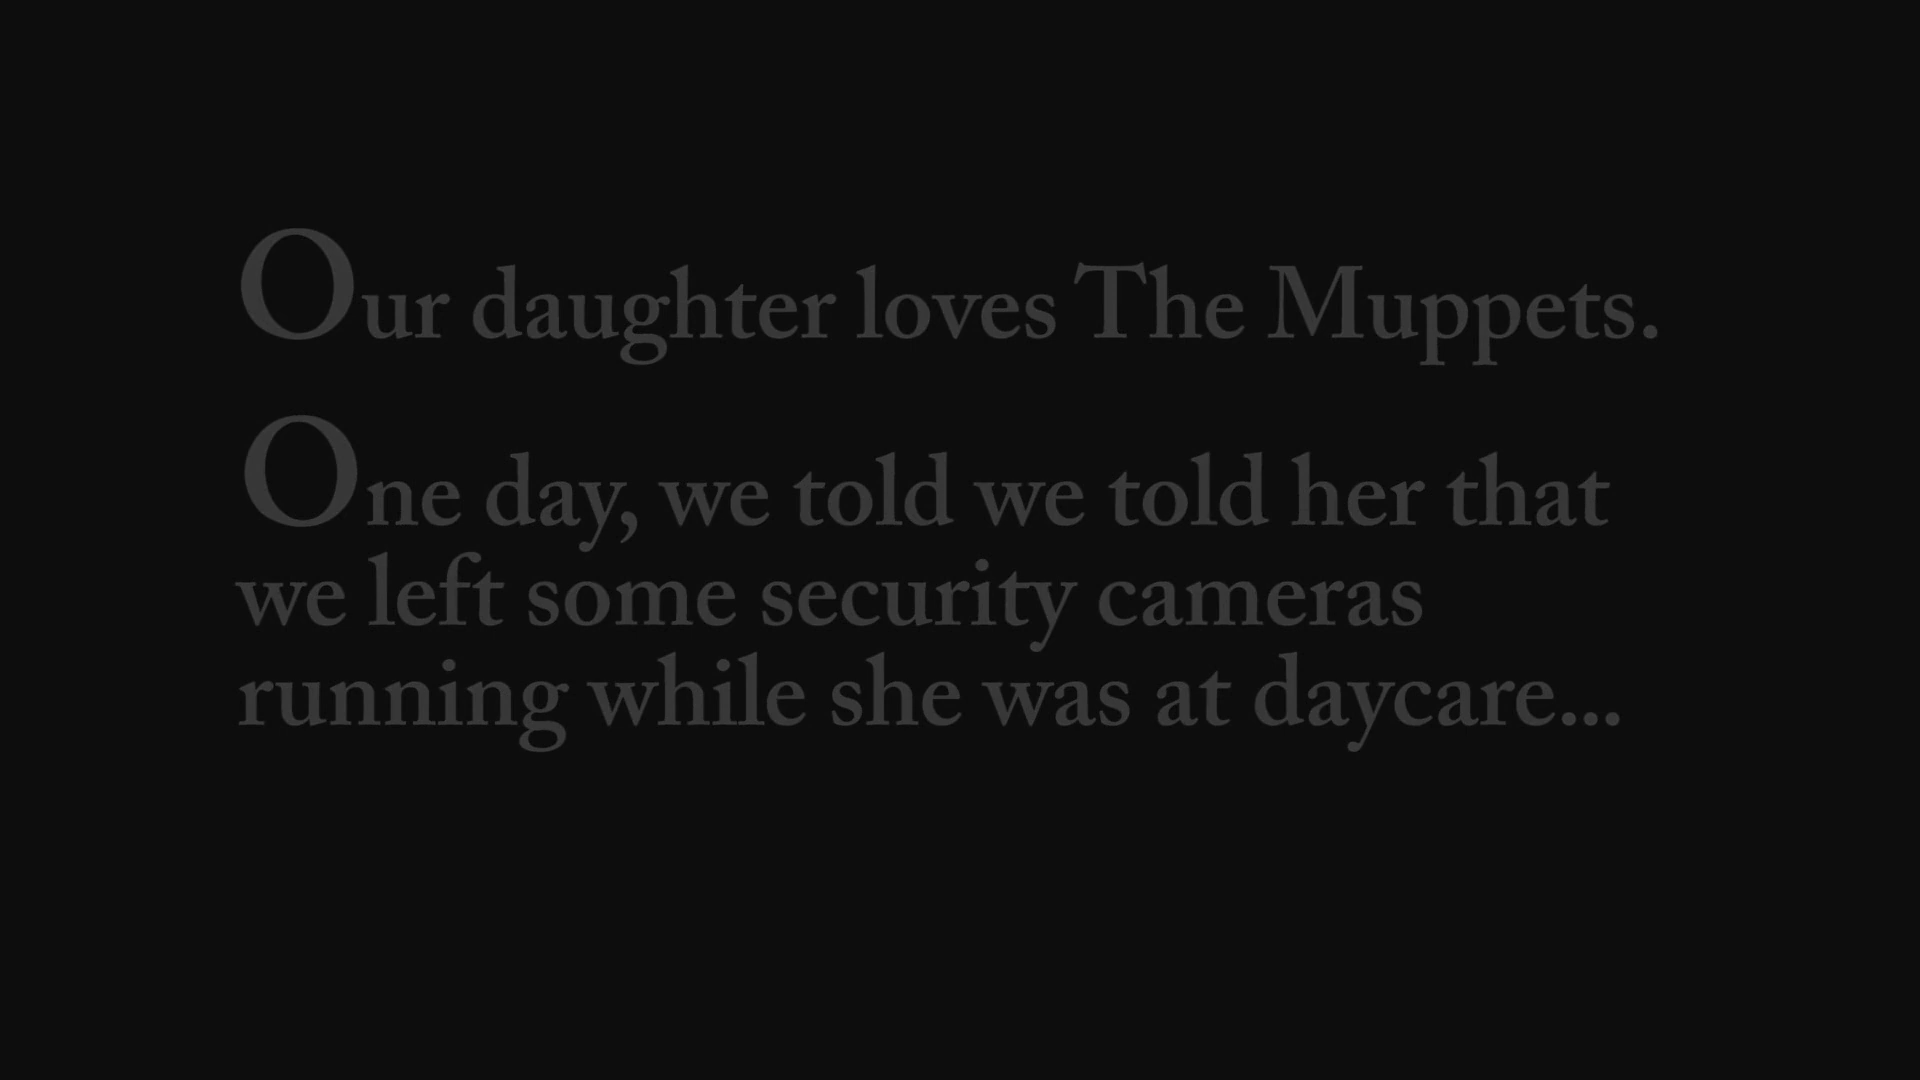 Our daughter loves The Muppets.
One day, we told we told her that
we left some security cameras
running while she was at daycare...